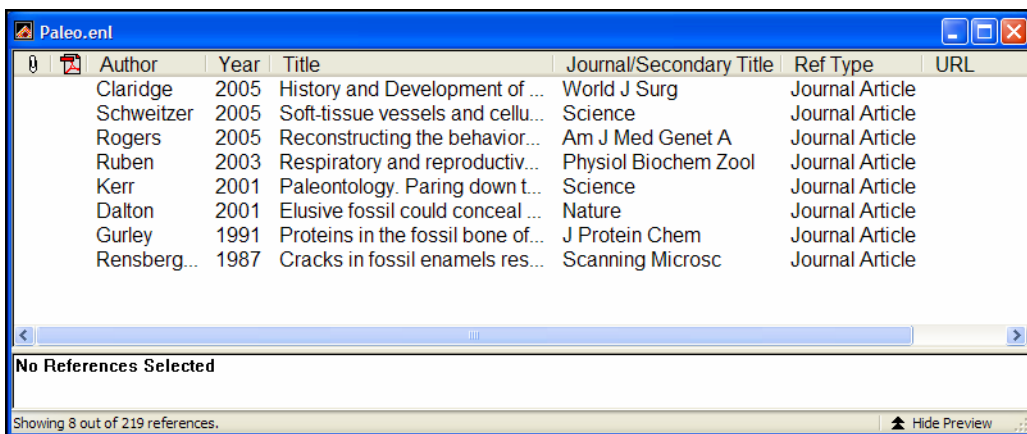 Paleo.enl
Author Year Title Journal/Secondary Title Ref Type URL
Claridge 2005 History and Development of ... World J Surg Journal Article
Schweitzer 2005 Soft-tissue vessels and cellu... Science Journal Article
Rogers 2005 Reconstructing the behavior... Am J Med Genet A Journal Article
Ruben 2003 Respiratory and reproductiv... Physiol Biochem Zool Journal Article
Kerr 2001 Paleontology. Paring down t... Science Journal Article
Dalton 2001 Elusive fossil could conceal ... Nature Journal Article
Gurley 1991 Proteins in the fossil bone of... J Protein Chem Journal Article
Rensberg... 1987 Cracks in fossil enamels res... Scanning Microsc Journal Article
No References Selected
Showing 8 out of 219 references. Hide Preview